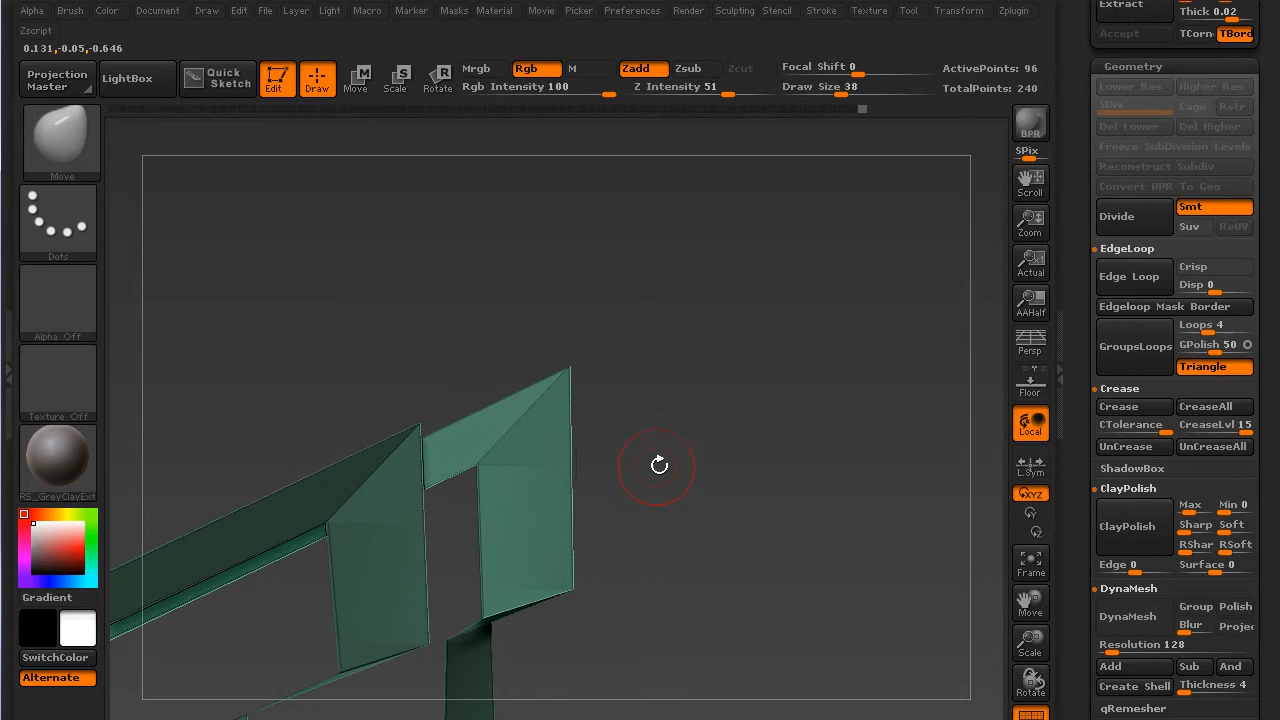 Alpha Brush Color Document Draw Edit File Layer Light Macro Marker Masks Material Movie Picker Preferences Render Sculpting Stencil Stroke Texture Tool Transform Zplugin
Zscript
0.131,-0.05,-0.646
Projection Master
LightBox
Quick Sketch
Edit
Draw
Move
Scale
Rotate
Mrgb Rgb M Zadd Zsub Zcut
Rgb Intensity 100 Z Intensity 51
Focal Shift 0
Draw Size 38
ActivePoints: 96
TotalPoints: 240
Move
Dots
Alpha Off
Texture Off
RS_GreyClayExt
Gradient
SwitchColor
Alternate
BPR
SPix
Scroll
Zoom
Actual
AAHalf
Persp
Floor
Local
L.Sym
XYZ
Y
Z
Frame
Move
Scale
Rotate
Extract
Thick 0.02
Accept TCorn TBord
Geometry
Lower Res Higher Res
SDiv Cage Rstr
Del Lower Del Higher
Freeze SubDivision Levels
Reconstruct Subdiv
Convert BPR To Geo
Divide
Smt
Suv ReUV
EdgeLoop
Edge Loop
Crisp
Disp 0
Edgeloop Mask Border
GroupsLoops
Loops 4
GPolish 50
Triangle
Crease
Crease CreaseAll
CTolerance CreaseLvl 15
UnCrease UnCreaseAll
ShadowBox
ClayPolish
ClayPolish
Max Min 0
Sharp Soft
RShar RSoft
Edge 0 Surface 0
DynaMesh
DynaMesh
Group Polish
Blur Projec
Resolution 128
Add Sub And
Create Shell Thickness 4
qRemesher